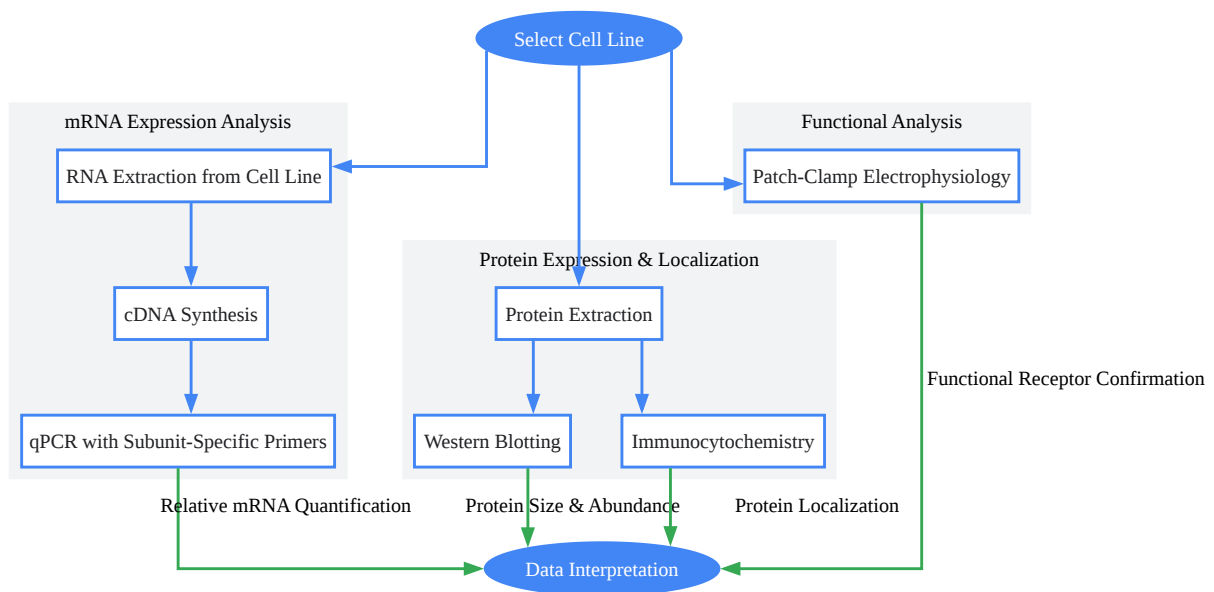 Select Cell Line
mRNA Expression Analysis
Functional Analysis
RNA Extraction from Cell Line
Patch-Clamp Electrophysiology
Protein Expression & Localization
cDNA Synthesis
Protein Extraction
Functional Receptor Confirmation
qPCR with Subunit-Specific Primers
Western Blotting
Immunocytochemistry
Relative mRNA Quantification
Protein Size & Abundance
Protein Localization
Data Interpretation